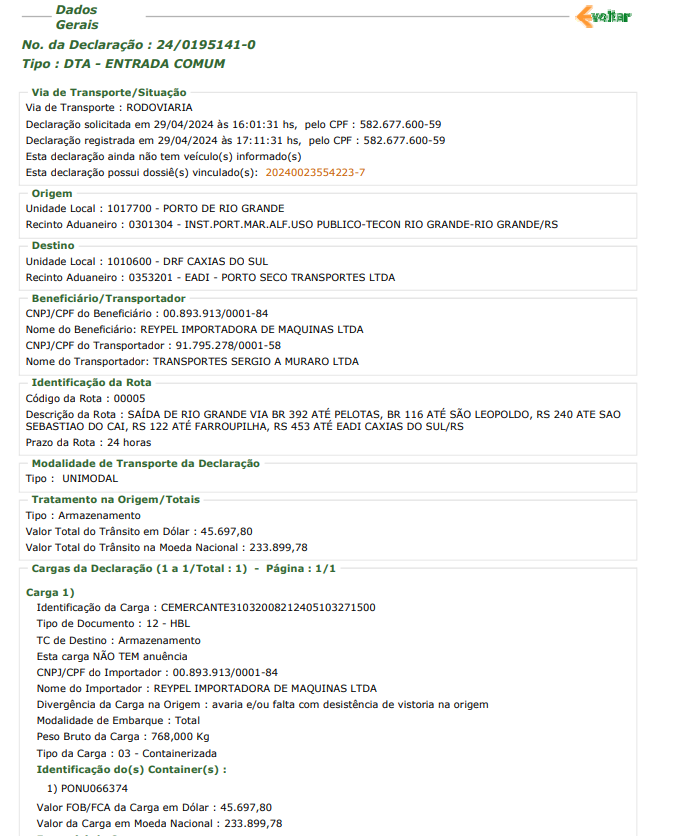 Dados
Gerais
voltar
No. da Declaração : 24/0195141-0
Tipo : DTA - ENTRADA COMUM
Via de Transporte/Situação
Via de Transporte : RODOVIARIA
Declaração solicitada em 29/04/2024 às 16:01:31 hs, pelo CPF : 582.677.600-59
Declaração registrada em 29/04/2024 às 17:11:31 hs, pelo CPF : 582.677.600-59
Esta declaração ainda não tem veículo(s) informado(s)
Esta declaração possui dossiê(s) vinculado(s): 20240023554223-7
Origem
Unidade Local : 1017700 - PORTO DE RIO GRANDE
Recinto Aduaneiro : 0301304 - INST.PORT.MAR.ALF.USO PUBLICO-TECON RIO GRANDE-RIO GRANDE/RS
Destino
Unidade Local : 1010600 - DRF CAXIAS DO SUL
Recinto Aduaneiro : 0353201 - EADI - PORTO SECO TRANSPORTES LTDA
Beneficiário/Transportador
CNPJ/CPF do Beneficiário : 00.893.913/0001-84
Nome do Beneficiário: REYPEL IMPORTADORA DE MAQUINAS LTDA
CNPJ/CPF do Transportador : 91.795.278/0001-58
Nome do Transportador: TRANSPORTES SERGIO A MURARO LTDA
Identificação da Rota
Código da Rota : 00005
Descrição da Rota : SAÍDA DE RIO GRANDE VIA BR 392 ATÉ PELOTAS, BR 116 ATÉ SÃO LEOPOLDO, RS 240 ATE SAO
SEBASTIAO DO CAI, RS 122 ATÉ FARROUPILHA, RS 453 ATÉ EADI CAXIAS DO SUL/RS
Prazo da Rota : 24 horas
Modalidade de Transporte da Declaração
Tipo : UNIMODAL
Tratamento na Origem/Totais
Tipo : Armazenamento
Valor Total do Trânsito em Dólar : 45.697,80
Valor Total do Trânsito na Moeda Nacional : 233.899,78
Cargas da Declaração (1 a 1/Total : 1) - Página : 1/1
Carga 1)
Identificação da Carga : CEMERCANTE31032008212405103271500
Tipo de Documento : 12 - HBL
TC de Destino : Armazenamento
Esta carga NÃO TEM anuência
CNPJ/CPF do Importador : 00.893.913/0001-84
Nome do Importador : REYPEL IMPORTADORA DE MAQUINAS LTDA
Divergência da Carga na Origem : avaria e/ou falta com desistência de vistoria na origem
Modalidade de Embarque : Total
Peso Bruto da Carga : 768,000 Kg
Tipo da Carga : 03 - Containerizada
Identificação do(s) Container(s) :
1) PONU066374
Valor FOB/FCA da Carga em Dólar : 45.697,80
Valor da Carga em Moeda Nacional : 233.899,78